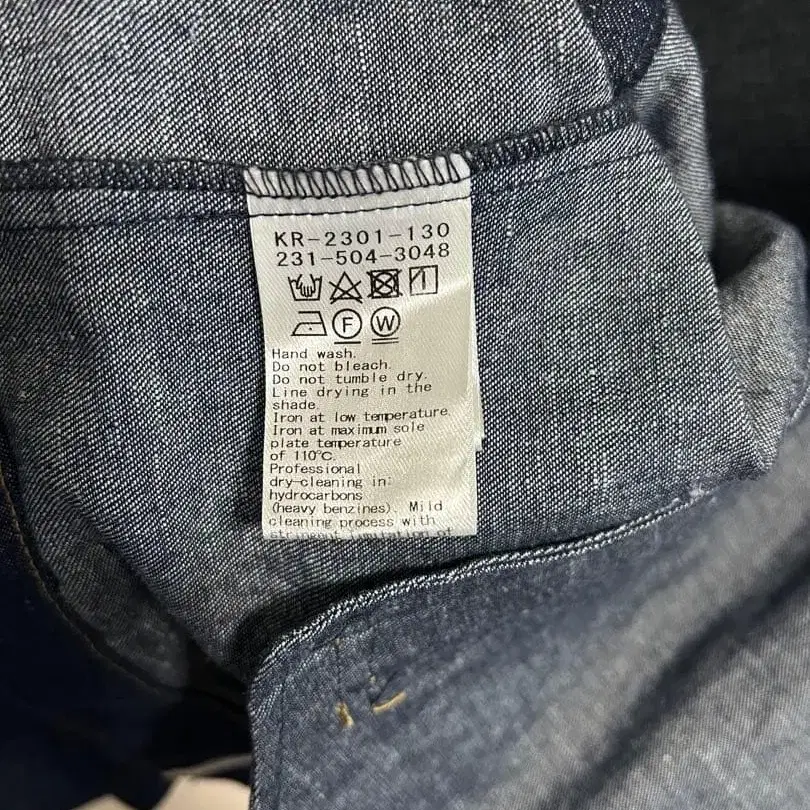 KR-2301-130
231-504-3048
F W
Hand wash.
Do not bleach.
Do not tumble dry.
Line drying in the
shade.
Iron at low temperature.
Iron at maximum sole
plate temperature
of 110℃.
Professional
dry-cleaning in:
hydrocarbons
(heavy benzines). Mild
cleaning process with